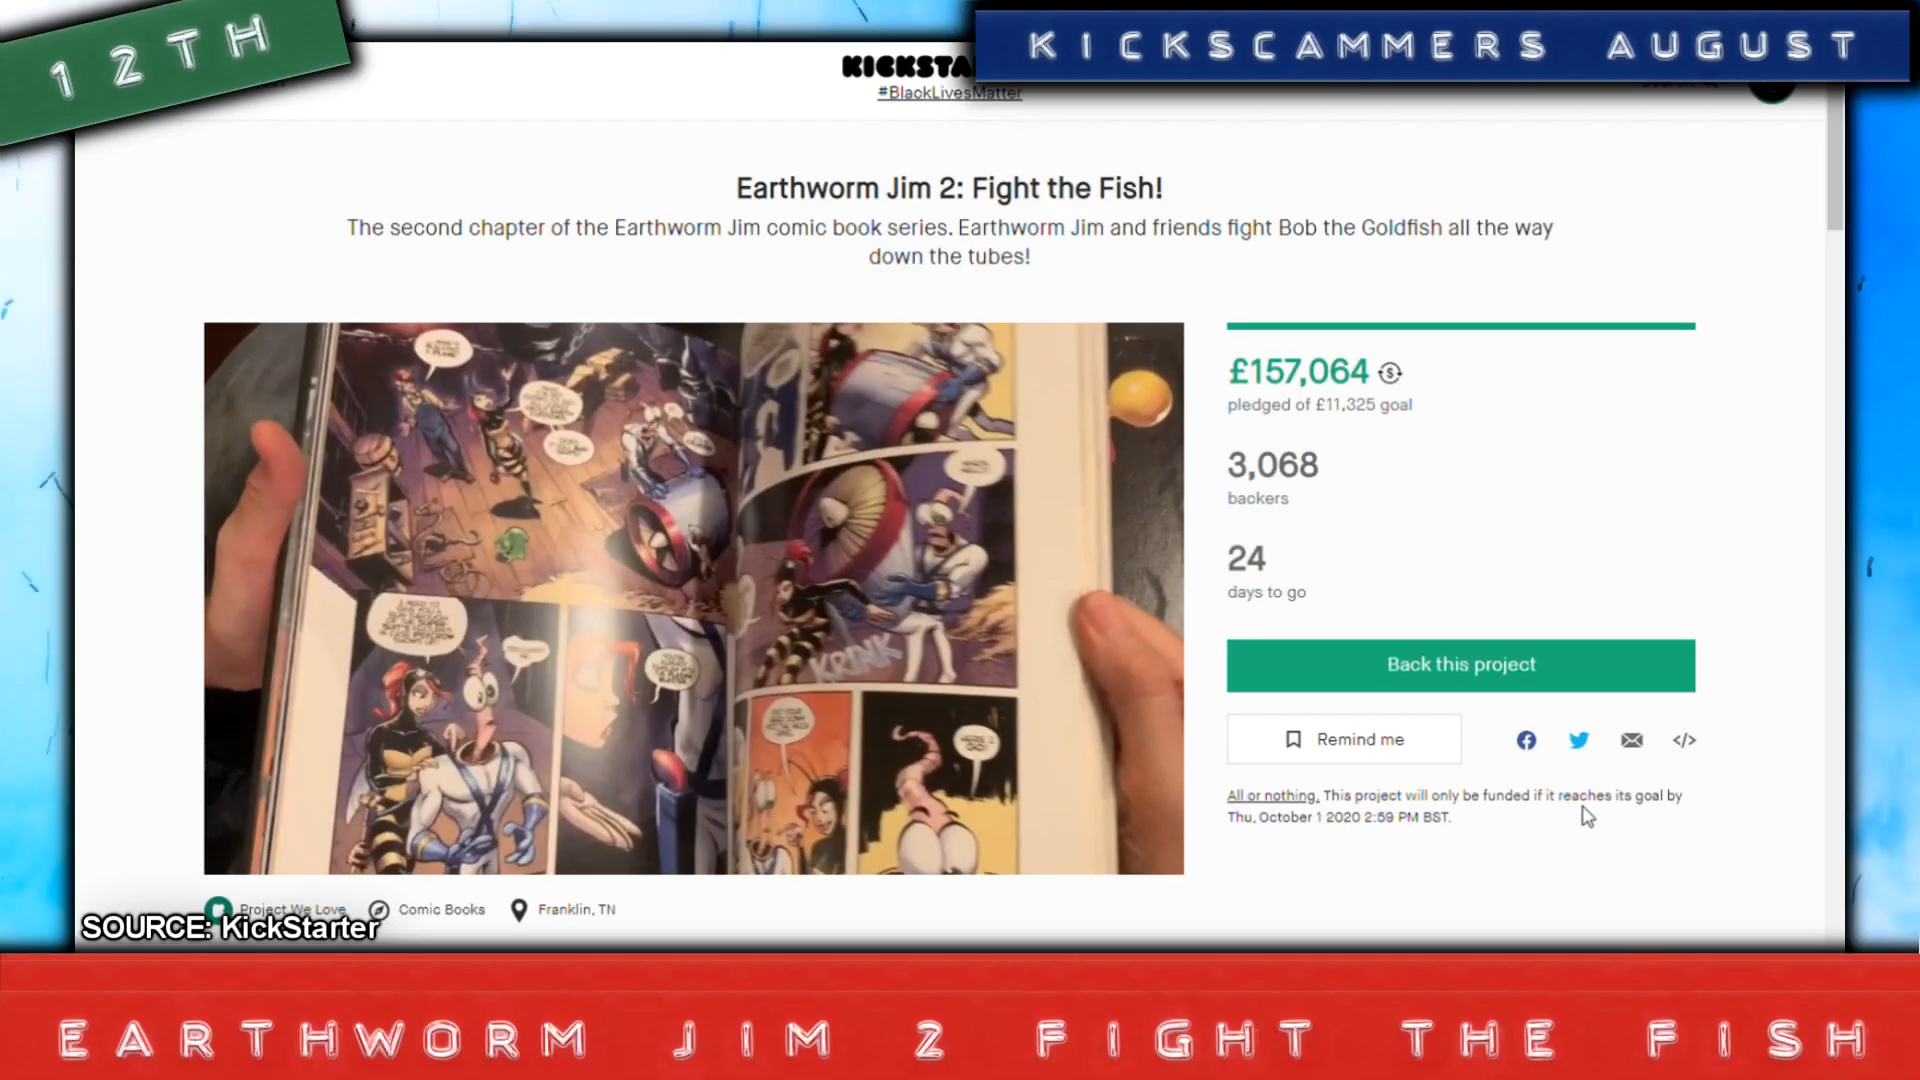 12TH
KICKSCAMMERS AUGUST
#BlackLivesMatter
Earthworm Jim 2: Fight the Fish!
The second chapter of the Earthworm Jim comic book series. Earthworm Jim and friends fight Bob the Goldfish all the way
down the tubes!
£157,064
pledged of £11,325 goal
3,068
backers
24
days to go
Back this project
Remind me
All or nothing. This project will only be funded if it reaches its goal by
Thu, October 1 2020 2:59 PM BST.
KRINK
HERE I GO!
Project We Love
Comic Books
Franklin, TN
SOURCE: KickStarter
EARTHWORM JIM 2 FIGHT THE FISH